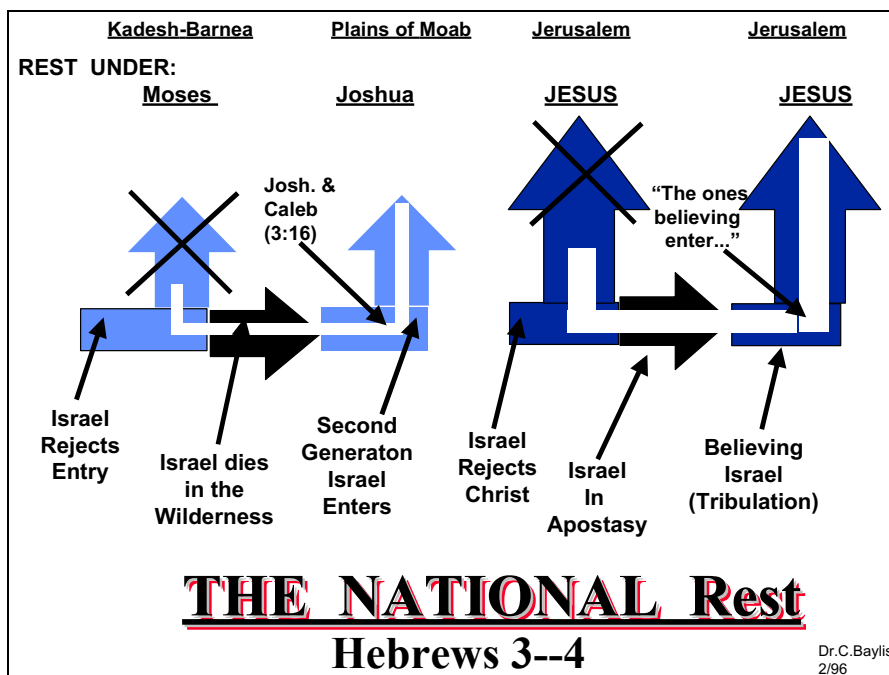 Kadesh-Barnea Plains of Moab Jerusalem Jerusalem
REST UNDER:
Moses Joshua JESUS JESUS
Josh. &
Caleb
(3:16)
“The ones
believing
enter...”
Israel
Rejects
Entry
Israel dies
in the
Wilderness
Second
Generaton
Israel
Enters
Israel
Rejects
Christ
Israel
In
Apostasy
Believing
Israel
(Tribulation)
THE NATIONAL Rest
Hebrews 3--4
Dr.C.Baylis
2/96